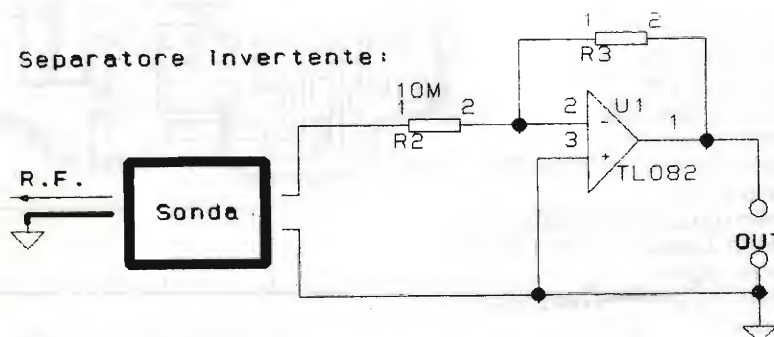 1 2
Separatore invertente:
R3
10M
1 2
R2
2 -
U1
3 +
1
TL082
R.F.
Sonda
OUT